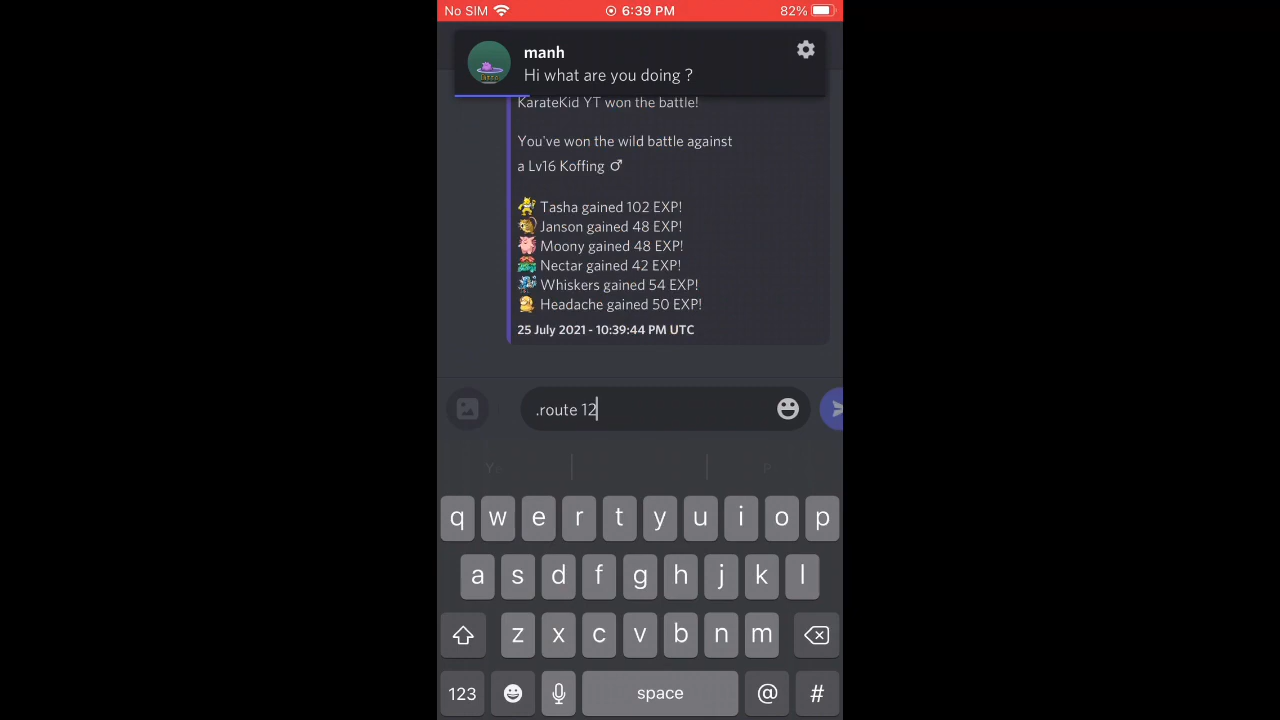 No SIM 6:39 PM 82%
manh
Hi what are you doing ?
KarateKid YT won the battle!
You've won the wild battle against
a Lv16 Koffing ♂
Tasha gained 102 EXP!
Janson gained 48 EXP!
Moony gained 48 EXP!
Nectar gained 42 EXP!
Whiskers gained 54 EXP!
Headache gained 50 EXP!
25 July 2021 - 10:39:44 PM UTC
.route 12
q w e r t y u i o p
a s d f g h j k l
z x c v b n m
123 space @ #